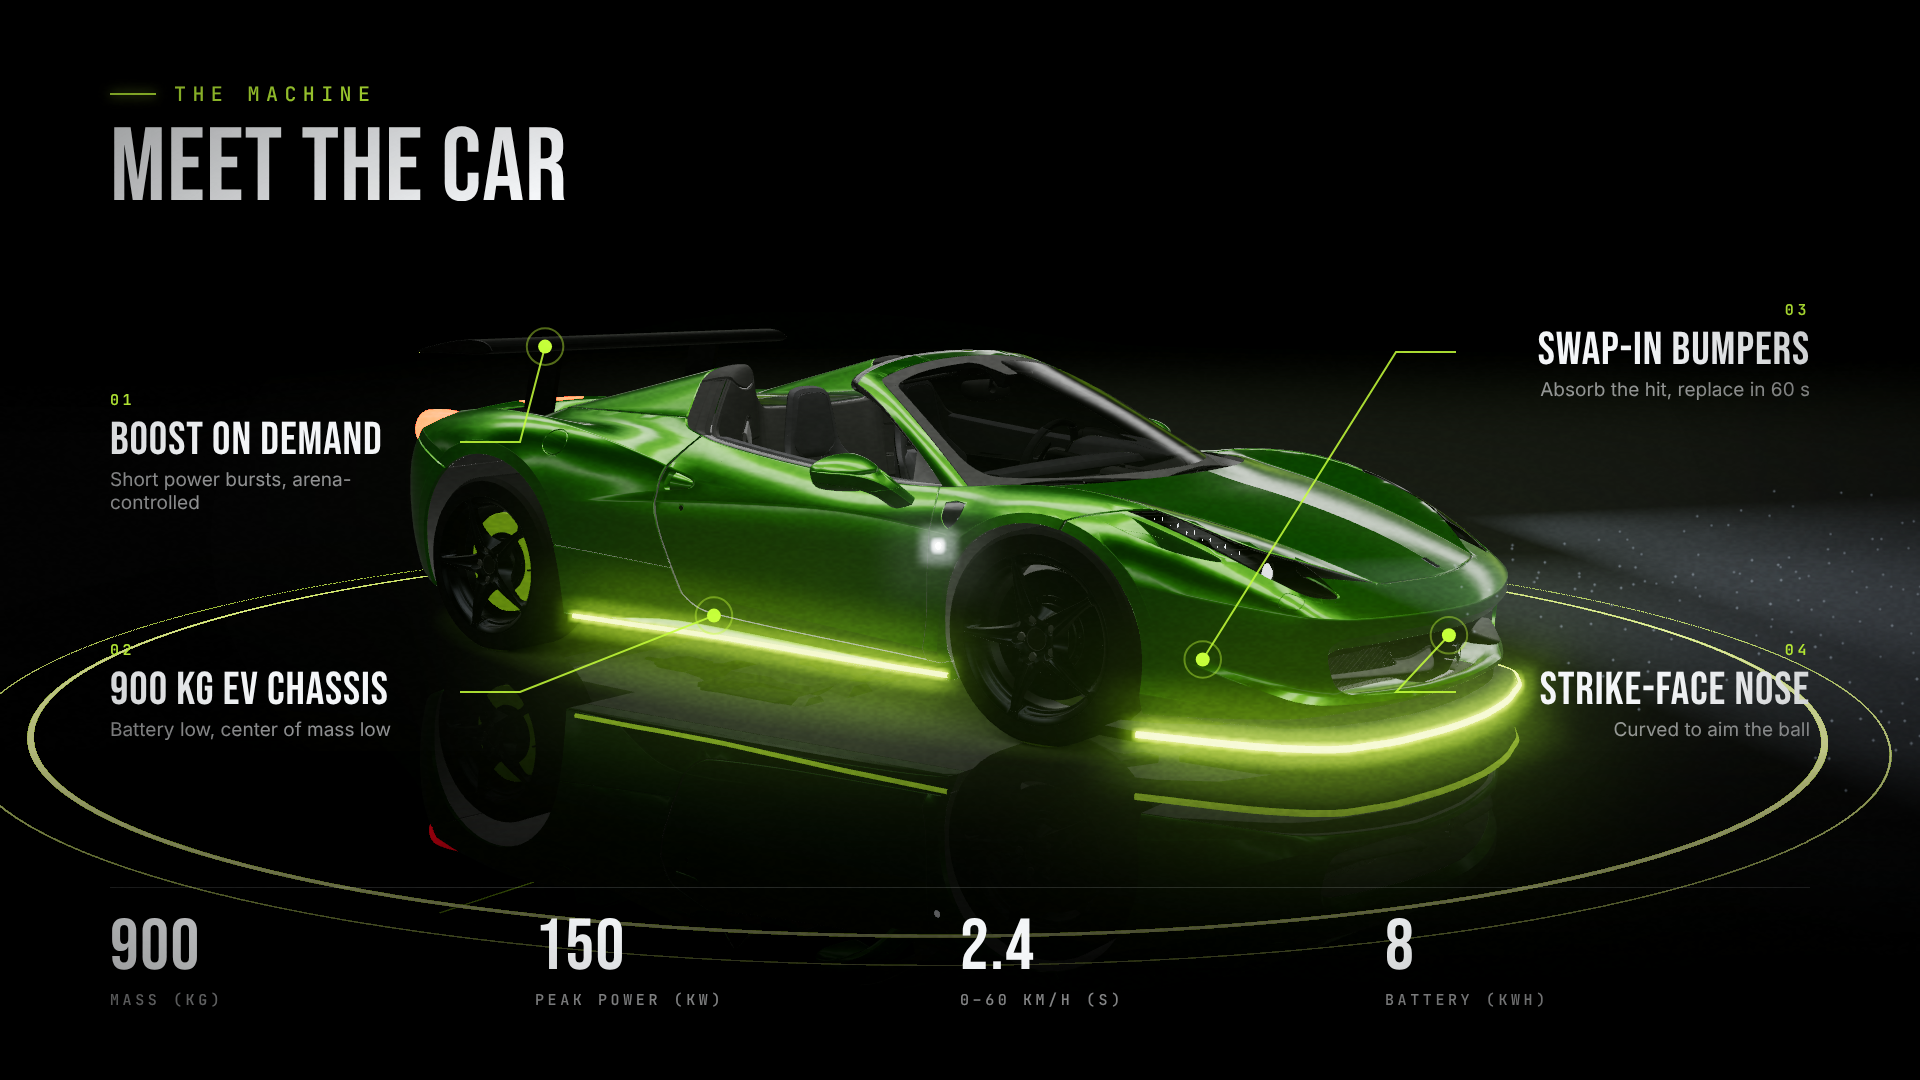 THE MACHINE
MEET THE CAR
01
BOOST ON DEMAND
Short power bursts, arena-
controlled
02
900 KG EV CHASSIS
Battery low, center of mass low
03
SWAP-IN BUMPERS
Absorb the hit, replace in 60 s
04
STRIKE-FACE NOSE
Curved to aim the ball
900
MASS (KG)
150
PEAK POWER (KW)
2.4
0–60 KM/H (S)
8
BATTERY (KWH)